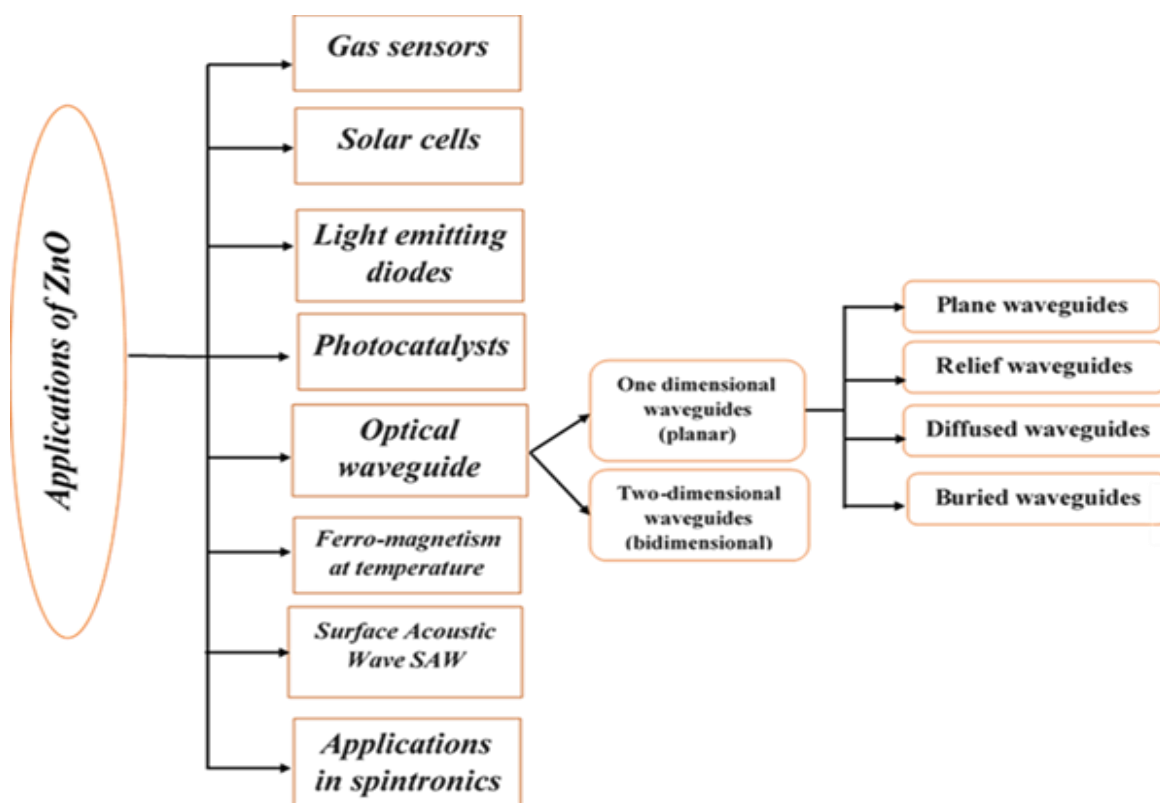 Applications of ZnO
Gas sensors
Solar cells
Light emitting
diodes
Photocatalysts
Optical
waveguide
Ferro-magnetism
at temperature
Surface Acoustic
Wave SAW
Applications
in spintronics
One dimensional
waveguides
(planar)
Two-dimensional
waveguides
(bidimensional)
Plane waveguides
Relief waveguides
Diffused waveguides
Buried waveguides